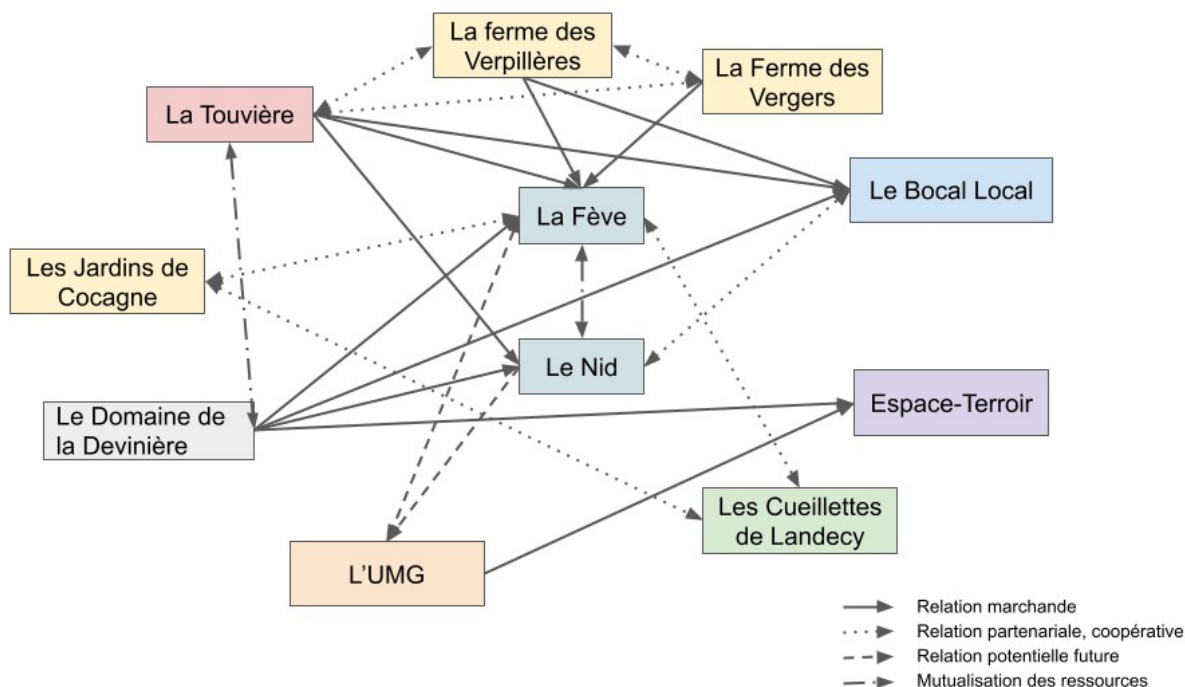 La ferme des
Verpillères
La Ferme des
Vergers
La Touvière
Le Bocal Local
La Fève
Les Jardins de
Cocagne
Le Nid
Espace-Terroir
Le Domaine de
la Devinière
Les Cueillettes
de Landecy
L'UMG
Relation marchande
Relation partenariale, coopérative
Relation potentielle future
Mutualisation des ressources